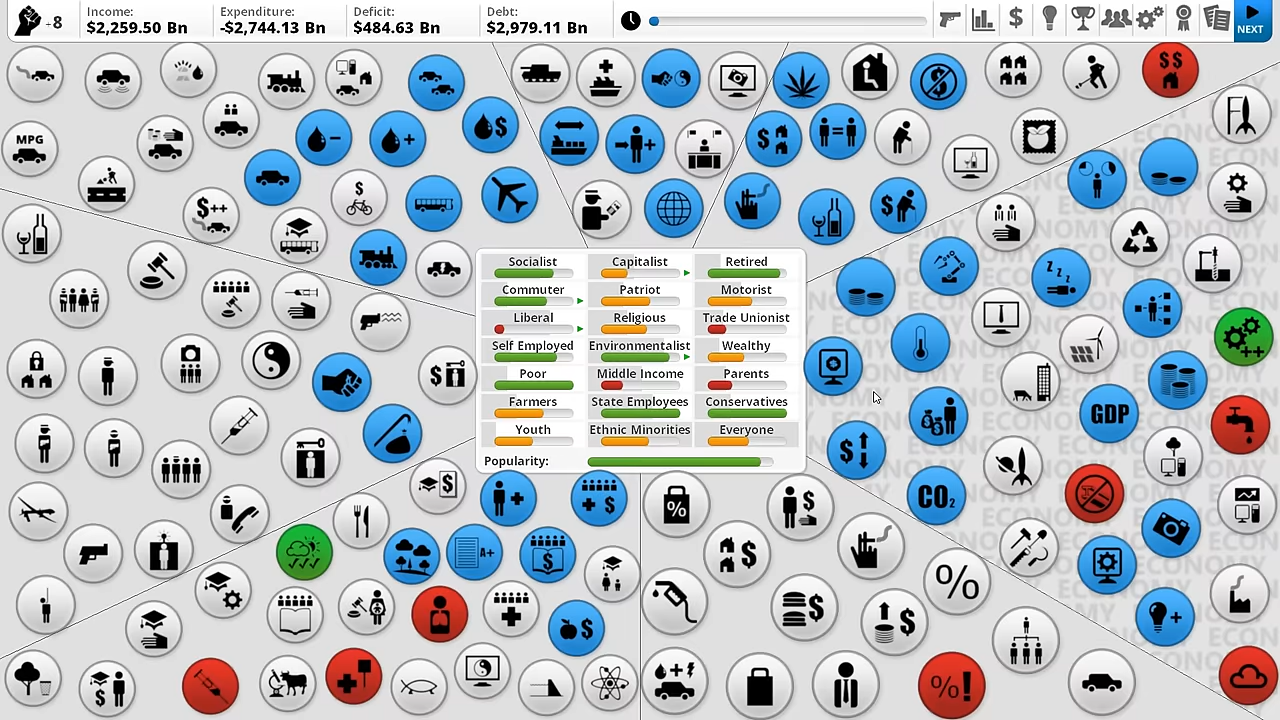 +8
Income:
$2,259.50 Bn
Expenditure:
-$2,744.13 Bn
Deficit:
$484.63 Bn
Debt:
$2,979.11 Bn
NEXT
MPG
$
$++
$
$
$ $
$
$
$
$
A+
$
$
$
%
$
$
$
$
%
%!
GDP
CO₂
$
ECONOMY
Socialist
Capitalist
Retired
Commuter
Patriot
Motorist
Liberal
Religious
Trade Unionist
Self Employed
Environmentalist
Wealthy
Poor
Middle Income
Parents
Farmers
State Employees
Conservatives
Youth
Ethnic Minorities
Everyone
Popularity: